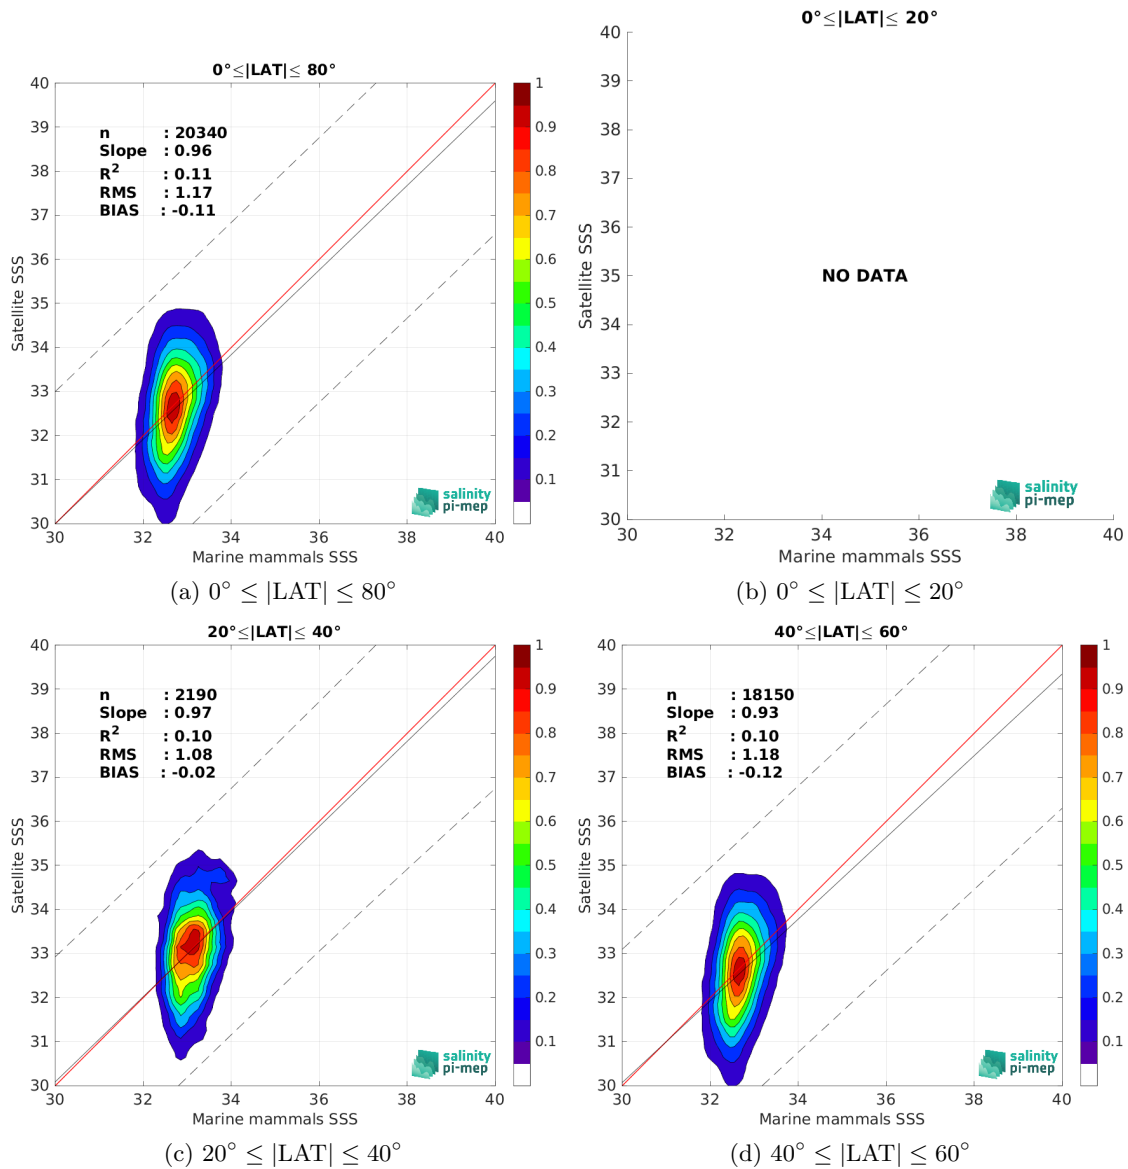 0°≤|LAT|≤ 80°
40
39
38
37
36
35
34
33
32
31
30
Satellite SSS
n : 20340
Slope : 0.96
R² : 0.11
RMS : 1.17
BIAS : -0.11
salinity
pi-mep
30 32 34 36 38 40
Marine mammals SSS
1
0.9
0.8
0.7
0.6
0.5
0.4
0.3
0.2
0.1
(a) 0° ≤ |LAT| ≤ 80°
0°≤|LAT|≤ 20°
40
39
38
37
36
35
34
33
32
31
30
Satellite SSS
NO DATA
salinity
pi-mep
30 32 34 36 38 40
Marine mammals SSS
(b) 0° ≤ |LAT| ≤ 20°
20°≤|LAT|≤ 40°
40
39
38
37
36
35
34
33
32
31
30
Satellite SSS
n : 2190
Slope : 0.97
R² : 0.10
RMS : 1.08
BIAS : -0.02
salinity
pi-mep
30 32 34 36 38 40
Marine mammals SSS
1
0.9
0.8
0.7
0.6
0.5
0.4
0.3
0.2
0.1
(c) 20° ≤ |LAT| ≤ 40°
40°≤|LAT|≤ 60°
40
39
38
37
36
35
34
33
32
31
30
Satellite SSS
n : 18150
Slope : 0.93
R² : 0.10
RMS : 1.18
BIAS : -0.12
salinity
pi-mep
30 32 34 36 38 40
Marine mammals SSS
1
0.9
0.8
0.7
0.6
0.5
0.4
0.3
0.2
0.1
(d) 40° ≤ |LAT| ≤ 60°